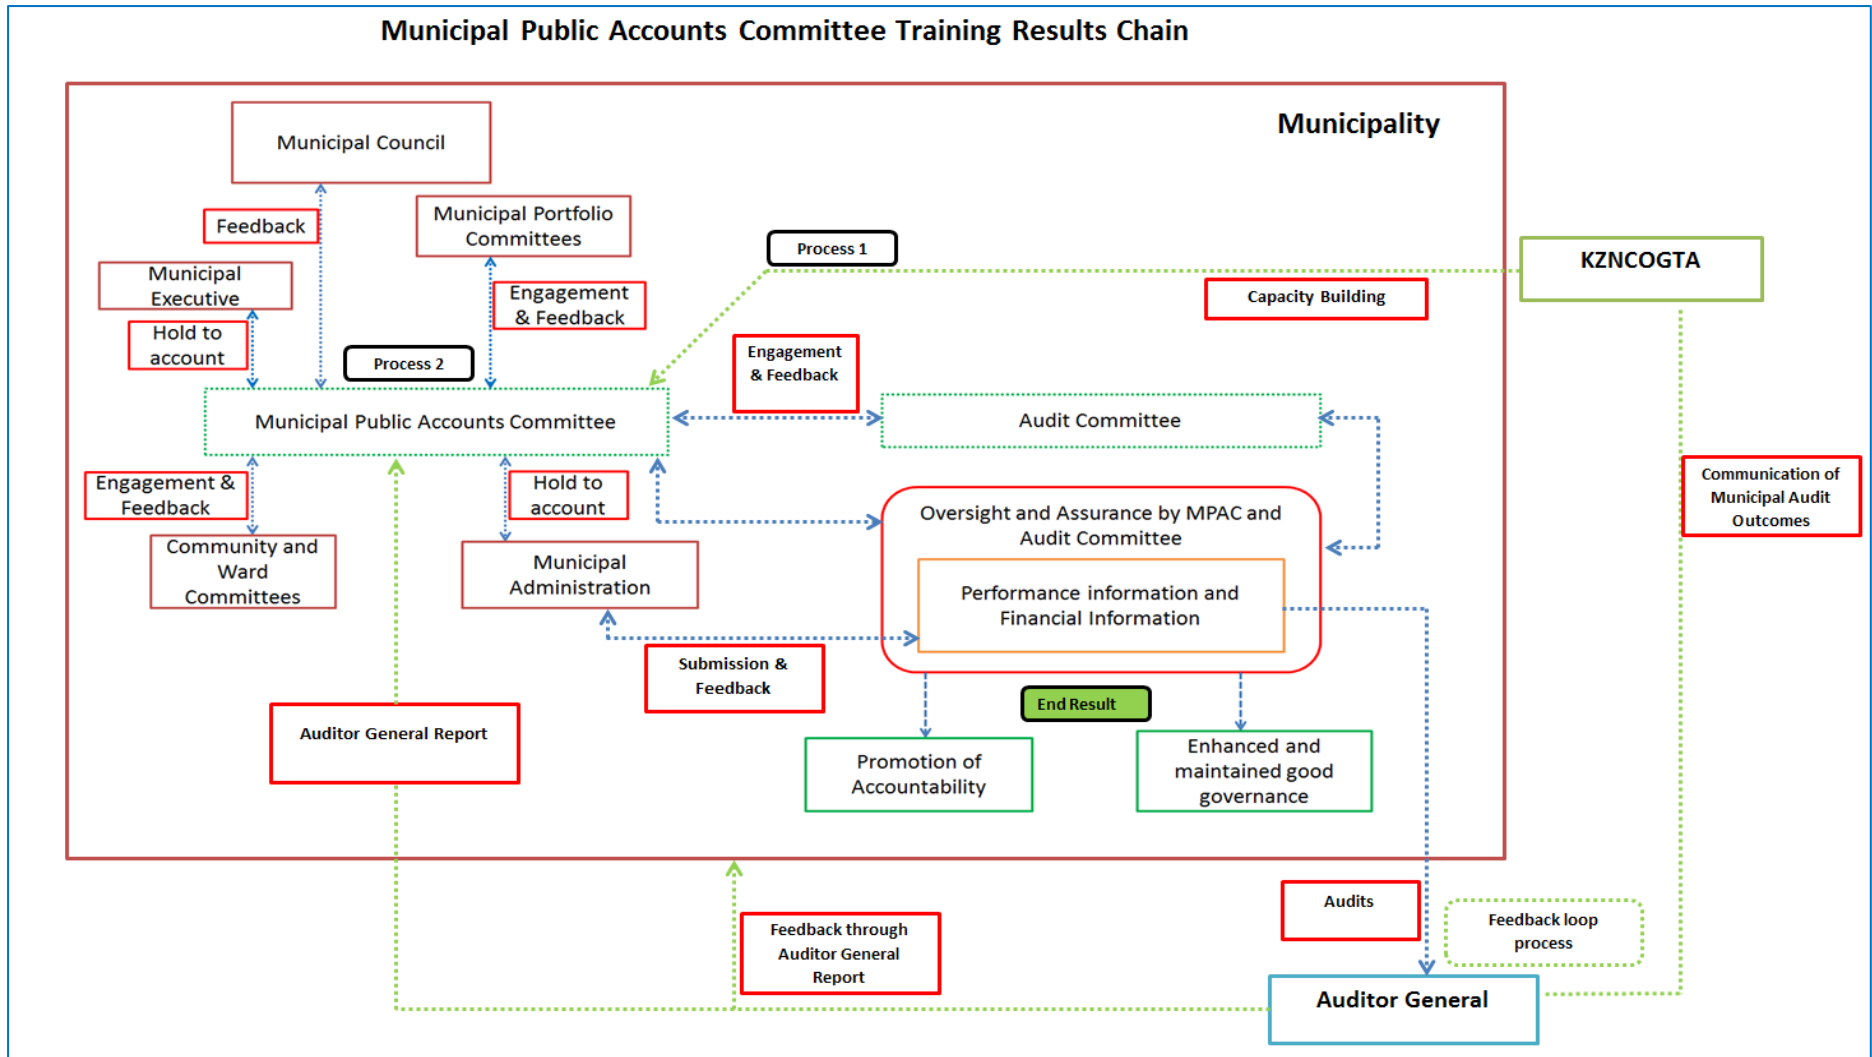 Municipal Public Accounts Committee Training Results Chain
Municipality
Municipal Council
Feedback
Municipal Portfolio
Committees
Process 1
KZNCOGTA
Municipal
Executive
Engagement
& Feedback
Capacity Building
Hold to
account
Process 2
Engagement
& Feedback
Municipal Public Accounts Committee
Audit Committee
Engagement &
Feedback
Hold to
account
Communication of
Municipal Audit
Outcomes
Oversight and Assurance by MPAC and
Audit Committee
Community and
Ward
Committees
Municipal
Administration
Performance information and
Financial Information
Submission &
Feedback
End Result
Auditor General Report
Promotion of
Accountability
Enhanced and
maintained good
governance
Audits
Feedback loop
process
Feedback through
Auditor General
Report
Auditor General